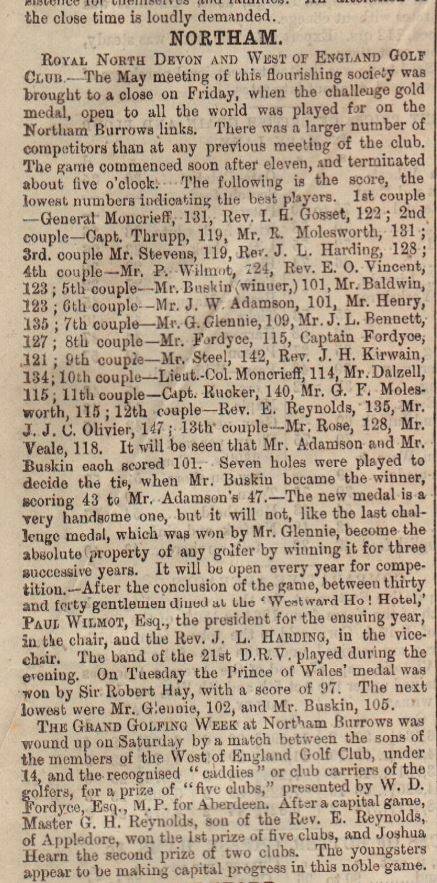 the close time is loudly demanded.
NORTHAM.
ROYAL NORTH DEVON AND WEST OF ENGLAND GOLF
CLUB.—The May meeting of this flourishing society was
brought to a close on Friday, when the challenge gold
medal, open to all the world was played for on the
Northam Burrows links. There was a larger number of
competitors than at any previous meeting of the club.
The game commenced soon after eleven, and terminated
about five o'clock. The following is the score, the
lowest numbers indicating the best players. 1st couple
—General Moncrieff, 131, Rev. I. H. Gosset, 122; 2nd
couple—Capt. Thrupp, 119, Mr. R. Molesworth, 131;
3rd. couple Mr. Stevens, 119, Rev. J. L. Harding, 128;
4th couple—Mr. P. Wilmot, 124, Rev. E. O. Vincent,
123; 5th couple—Mr. Buskin (winner,) 101, Mr. Baldwin,
123; 6th couple—Mr. J. W. Adamson, 101, Mr. Henry,
135; 7th couple—Mr. G. Glennie, 109, Mr. J. L. Bennett,
127; 8th couple—Mr. Fordyce, 115, Captain Fordyce,
121; 9th couple—Mr. Steel, 142, Rev. J. H. Kirwain,
134; 10th couple—Lieut.-Col. Moncrieff, 114, Mr. Dalzell,
115; 11th couple—Capt. Rucker, 140, Mr. G. F. Moles-
worth, 115; 12th couple—Rev. E. Reynolds, 135, Mr.
J. J. C. Olivier, 147; 13th couple—Mr. Rose, 128, Mr.
Veale, 118. It will be seen that Mr. Adamson and Mr.
Buskin each scored 101. Seven holes were played to
decide the tie, when Mr. Buskin became the winner,
scoring 43 to Mr. Adamson's 47.—The new medal is a
very handsome one, but it will not, like the last chal-
lenge medal, which was won by Mr. Glennie, become the
absolute property of any golfer by winning it for three
successive years. It will be open every year for compe-
tition.—After the conclusion of the game, between thirty
and forty gentlemen dined at the 'Westward Ho! Hotel,'
PAUL WILMOT, Esq., the president for the ensuing year,
in the chair, and the Rev. J. L. HARDING, in the vice-
chair. The band of the 21st D.R.V. played during the
evening. On Tuesday the Prince of Wales' medal was
won by Sir Robert Hay, with a score of 97. The next
lowest were Mr. Glennie, 102, and Mr. Buskin, 105.
THE GRAND GOLFING WEEK at Northam Burrows was
wound up on Saturday by a match between the sons of
the members of the West of England Golf Club, under
14, and the recognised "caddies" or club carriers of the
golfers, for a prize of "five clubs," presented by W. D.
Fordyce, Esq., M.P. for Aberdeen. After a capital game,
Master G. H. Reynolds, son of the Rev. E. Reynolds,
of Appledore, won the 1st prize of five clubs, and Joshua
Hearn the second prize of two clubs. The youngsters
appear to be making capital progress in this noble game.